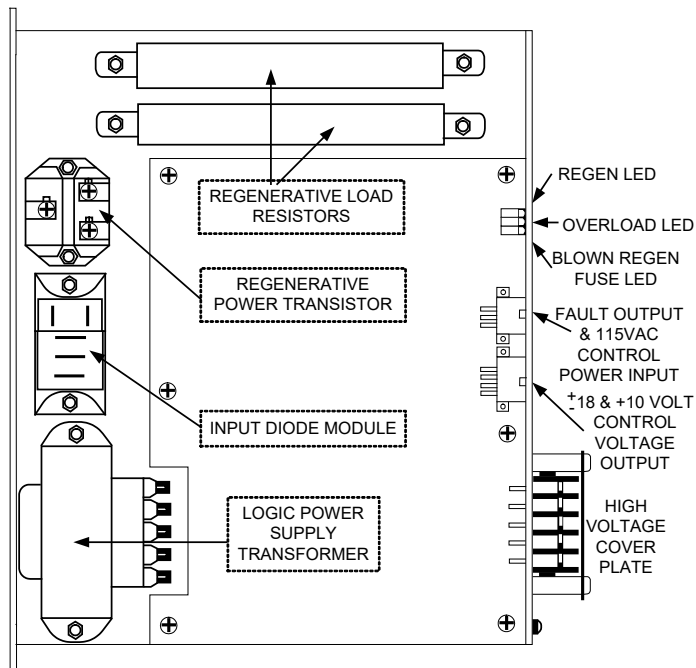 REGENERATIVE LOAD
RESISTORS
REGENERATIVE
POWER TRANSISTOR
INPUT DIODE MODULE
LOGIC POWER
SUPPLY
TRANSFORMER
REGEN LED
OVERLOAD LED
BLOWN REGEN
FUSE LED
FAULT OUTPUT
& 115VAC
CONTROL
POWER INPUT
±18 & +10 VOLT
CONTROL
VOLTAGE
OUTPUT
HIGH
VOLTAGE
COVER
PLATE